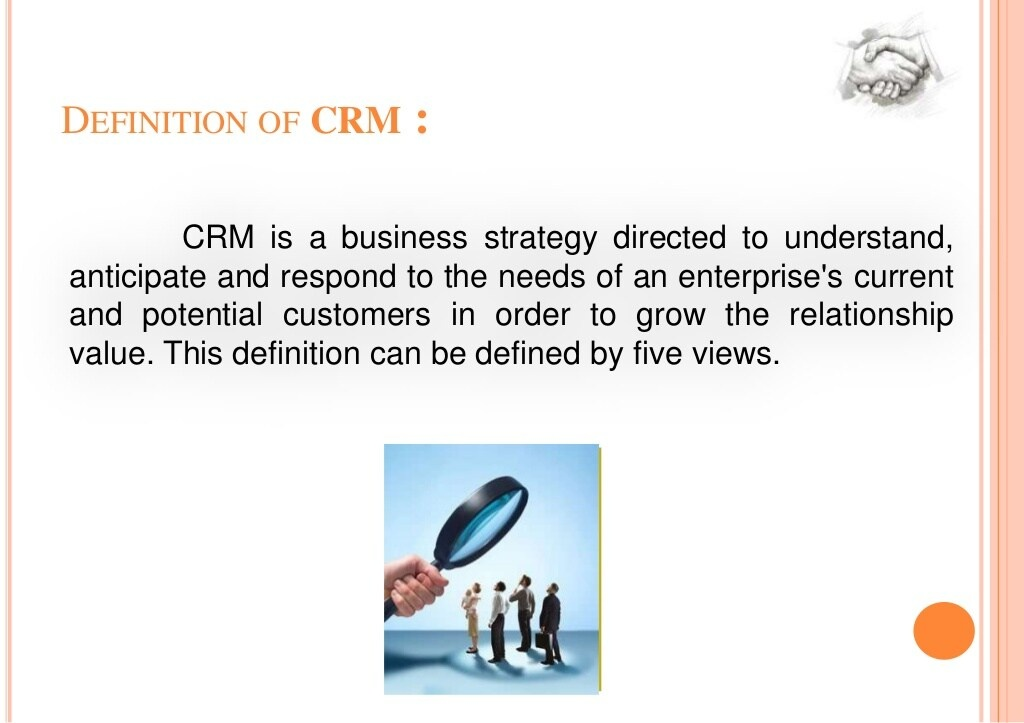 DEFINITION OF CRM :
CRM is a business strategy directed to understand,
anticipate and respond to the needs of an enterprise's current
and potential customers in order to grow the relationship
value. This definition can be defined by five views.